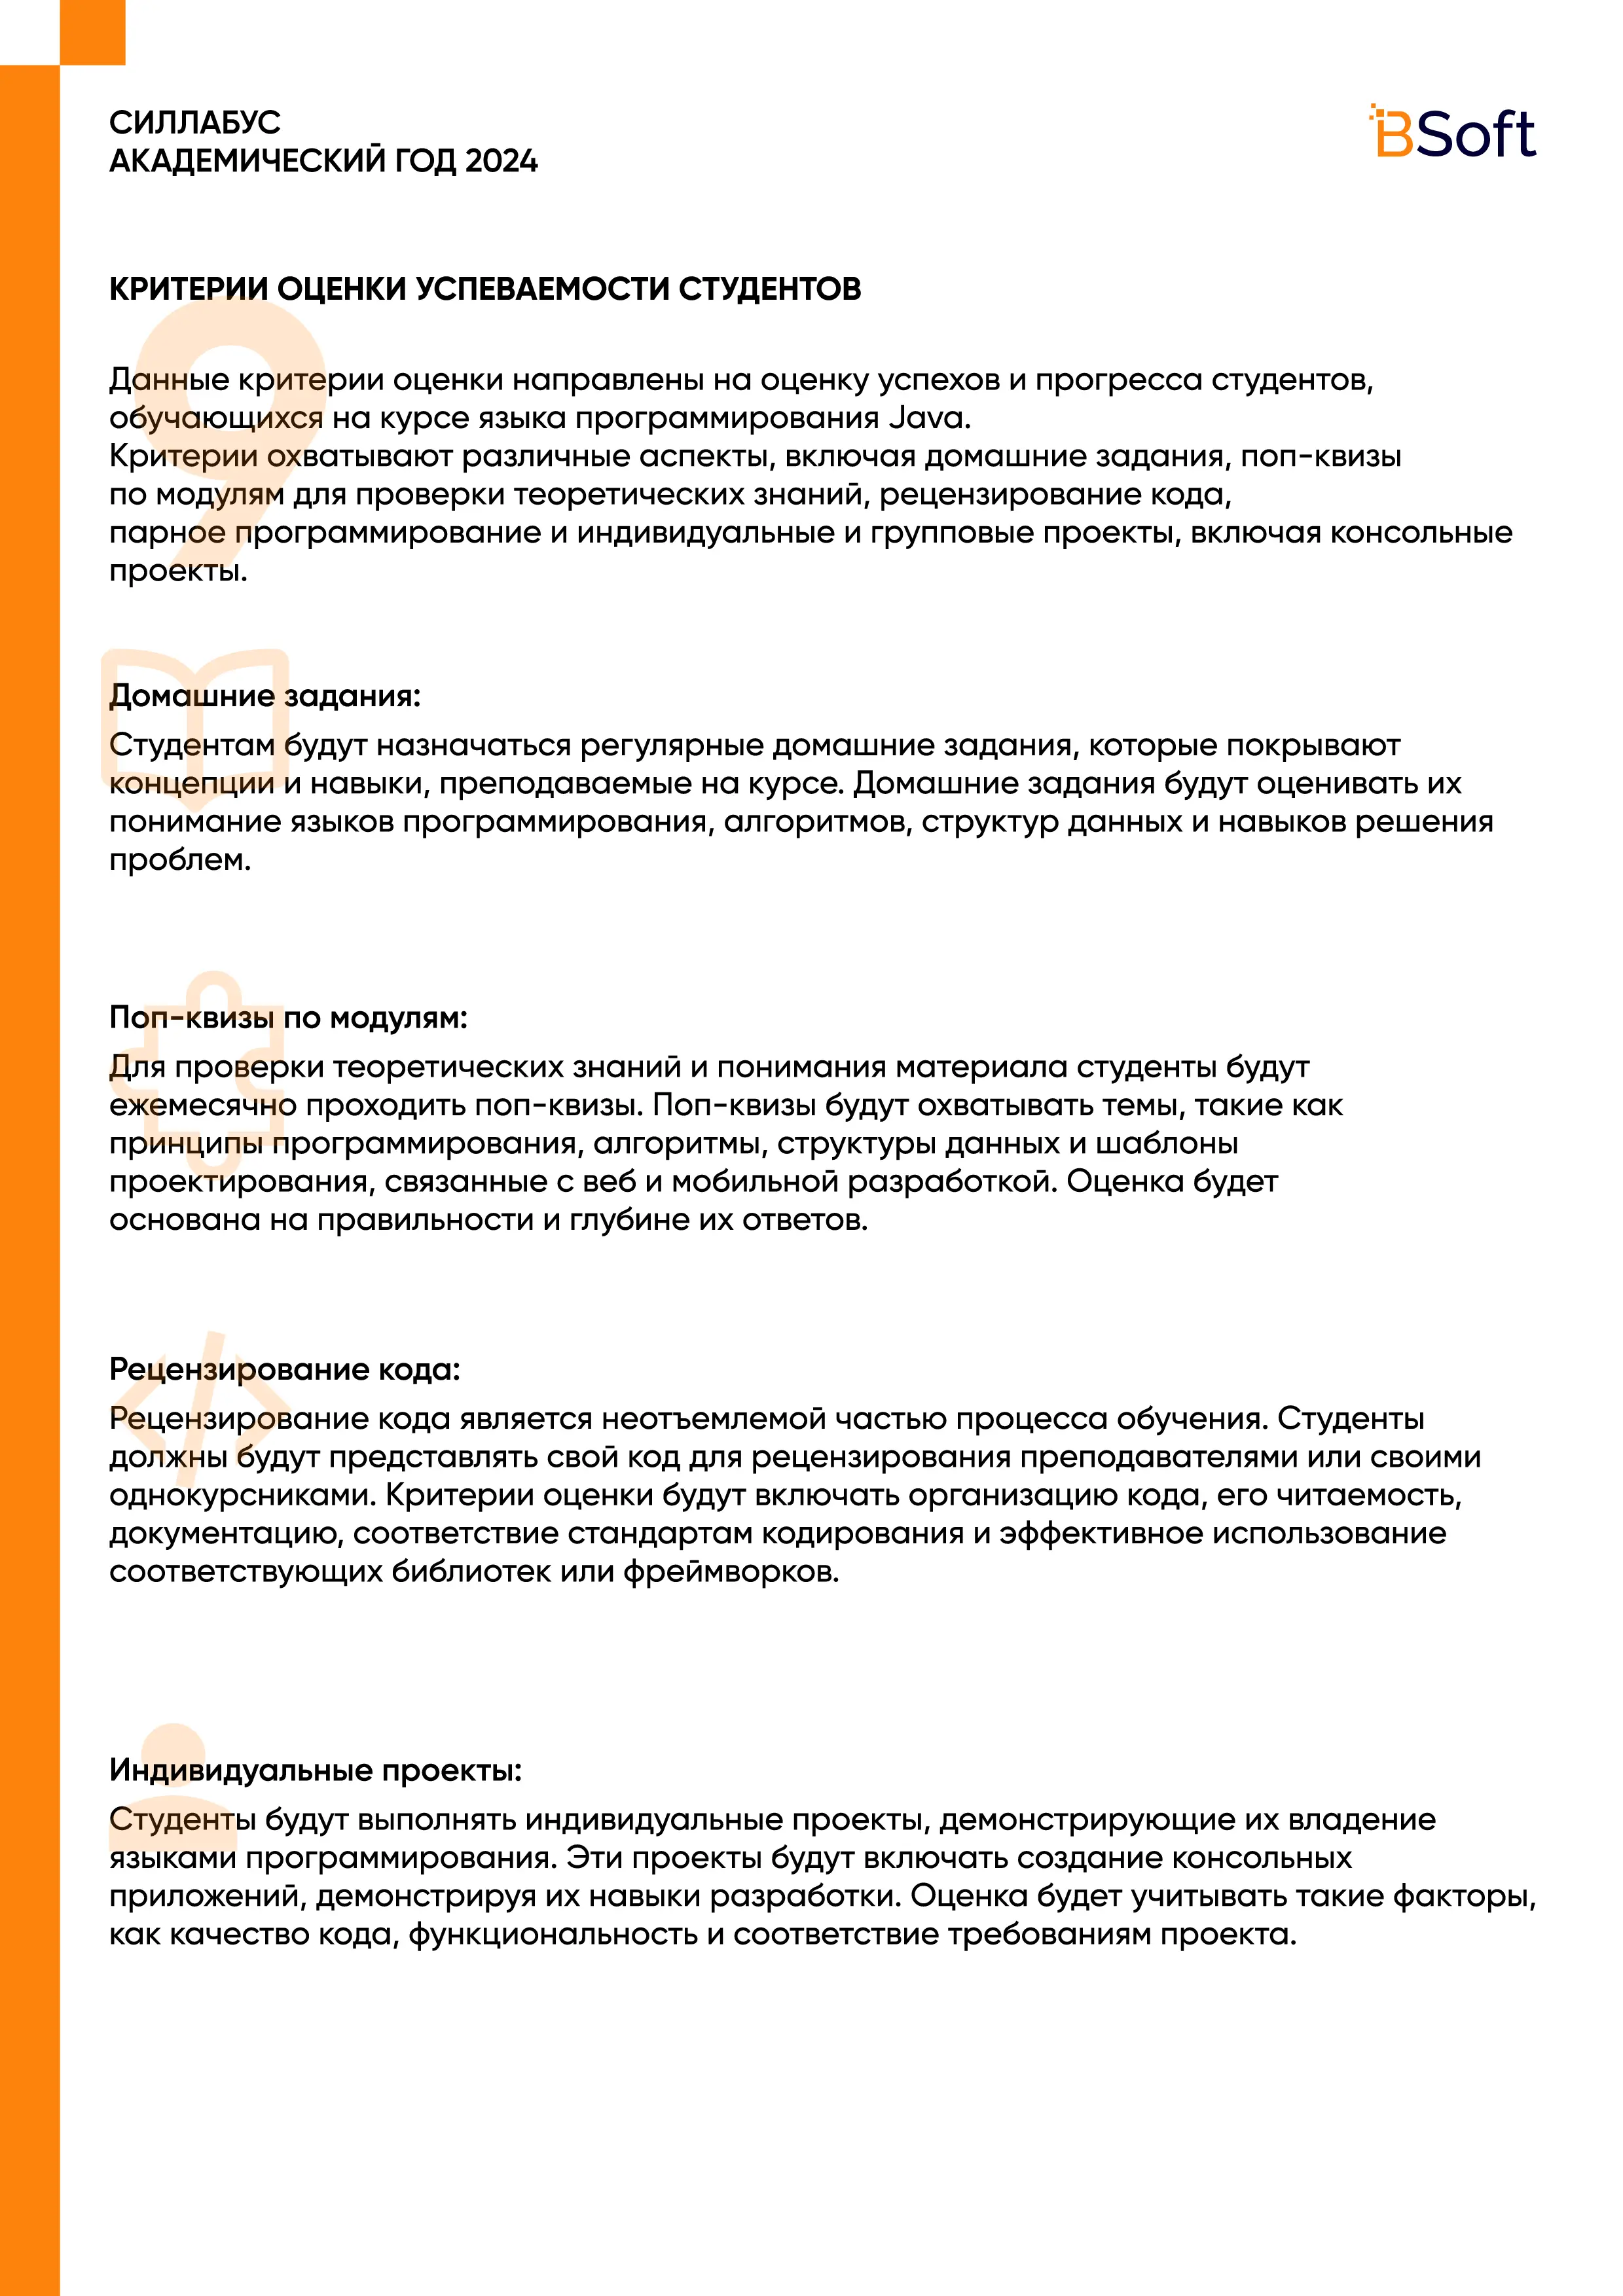 СИЛЛАБУС
АКАДЕМИЧЕСКИЙ ГОД 2024
BSoft
КРИТЕРИИ ОЦЕНКИ УСПЕВАЕМОСТИ СТУДЕНТОВ
9
Данные критерии оценки направлены на оценку успехов и прогресса студентов,
обучающихся на курсе языка программирования Java.
Критерии охватывают различные аспекты, включая домашние задания, поп-квизы
по модулям для проверки теоретических знаний, рецензирование кода,
парное программирование и индивидуальные и групповые проекты, включая консольные
проекты.
Домашние задания:
Студентам будут назначаться регулярные домашние задания, которые покрывают
концепции и навыки, преподаваемые на курсе. Домашние задания будут оценивать их
понимание языков программирования, алгоритмов, структур данных и навыков решения
проблем.
Поп-квизы по модулям:
Для проверки теоретических знаний и понимания материала студенты будут
ежемесячно проходить поп-квизы. Поп-квизы будут охватывать темы, такие как
принципы программирования, алгоритмы, структуры данных и шаблоны
проектирования, связанные с веб и мобильной разработкой. Оценка будет
основана на правильности и глубине их ответов.
Рецензирование кода:
Рецензирование кода является неотъемлемой частью процесса обучения. Студенты
должны будут представлять свой код для рецензирования преподавателями или своими
однокурсниками. Критерии оценки будут включать организацию кода, его читаемость,
документацию, соответствие стандартам кодирования и эффективное использование
соответствующих библиотек или фреймворков.
Индивидуальные проекты:
Студенты будут выполнять индивидуальные проекты, демонстрирующие их владение
языками программирования. Эти проекты будут включать создание консольных
приложений, демонстрируя их навыки разработки. Оценка будет учитывать такие факторы,
как качество кода, функциональность и соответствие требованиям проекта.